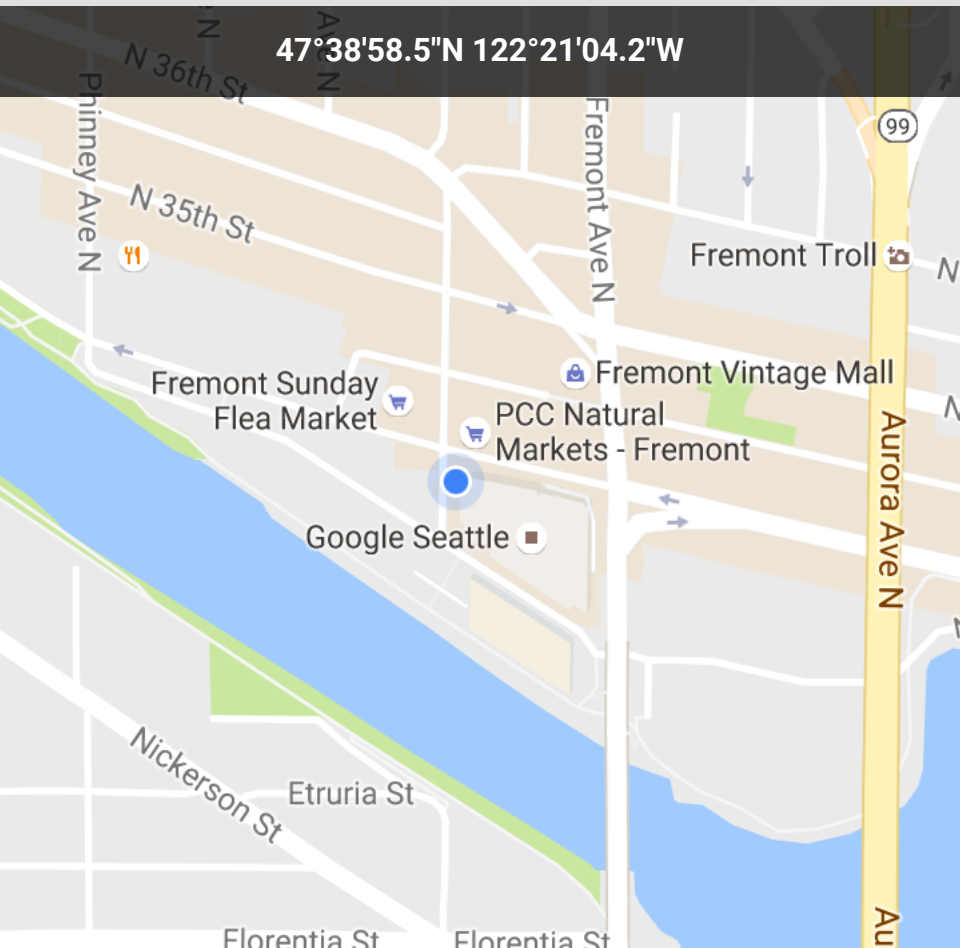 47°38'58.5"N 122°21'04.2"W
N
Ave N
N 36th St
Phinney Ave N
Fremont Ave N
99
N 35th St
Fremont Troll
N
Fremont Vintage Mall
Fremont Sunday
Flea Market
PCC Natural
Markets - Fremont
N
Aurora Ave N
Google Seattle
N
Nickerson St
Etruria St
Au
Florentia St
Florentia St